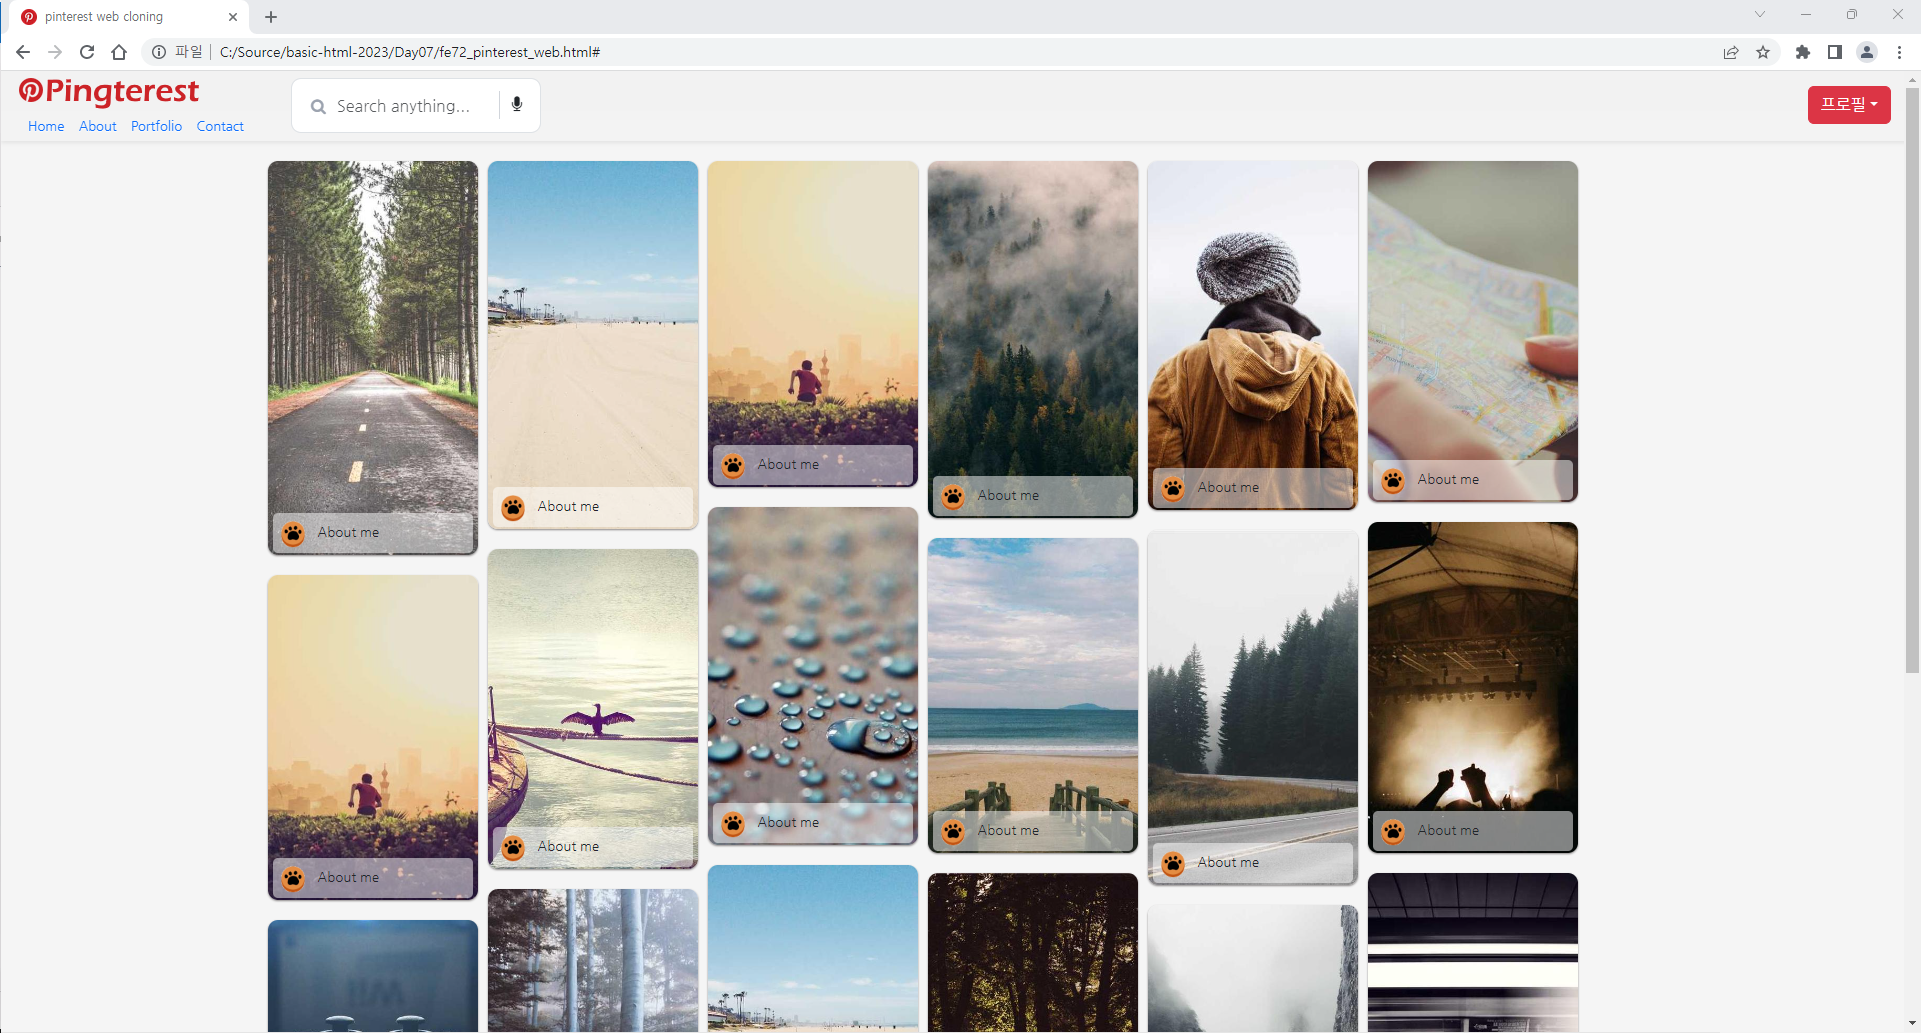 pinterest web cloning
파일 C:/Source/basic-html-2023/Day07/fe72_pinterest_web.html#
Pingterest
Search anything...
프로필
Home About Portfolio Contact
About me
About me
About me
About me
About me
About me
About me
About me
About me
About me
About me
About me
Wii